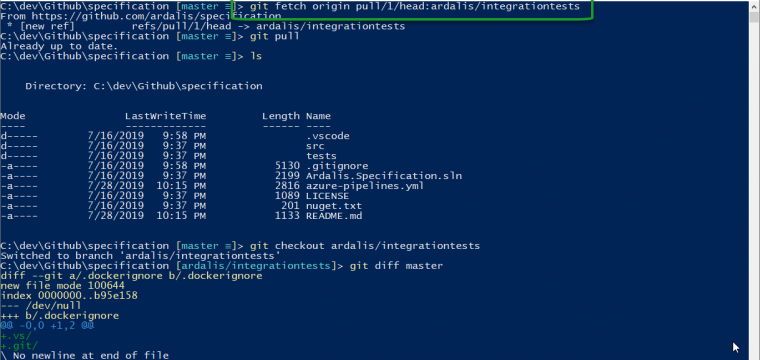 C:\dev\Github\specification [master ≡]> git fetch origin pull/1/head:ardalis/integrationtests
From https://github.com/ardalis/specification
 * [new ref]         refs/pull/1/head -> ardalis/integrationtests
C:\dev\Github\specification [master ≡]> git pull
Already up to date.
C:\dev\Github\specification [master ≡]> ls
Directory: C:\dev\Github\specification
Mode                LastWriteTime         Length Name
----                -------------         ------ ----
d-----        7/16/2019   9:58 PM                .vscode
d-----        7/16/2019   9:37 PM                src
d-----        7/16/2019   9:37 PM                tests
-a----        7/16/2019   9:58 PM           5130 .gitignore
-a----        7/16/2019   9:37 PM           2199 Ardalis.Specification.sln
-a----        7/28/2019  10:15 PM           2816 azure-pipelines.yml
-a----        7/16/2019   9:37 PM           1089 LICENSE
-a----        7/16/2019   9:37 PM            201 nuget.txt
-a----        7/28/2019  10:15 PM           1133 README.md
C:\dev\Github\specification [master ≡]> git checkout ardalis/integrationtests
Switched to branch 'ardalis/integrationtests'
C:\dev\Github\specification [ardalis/integrationtests]> git diff master
diff --git a/.dockerignore b/.dockerignore
new file mode 100644
index 0000000..b95e158
--- /dev/null
+++ b/.dockerignore
@@ -0,0 +1,2 @@
+.vs/
+.git/
\ No newline at end of file